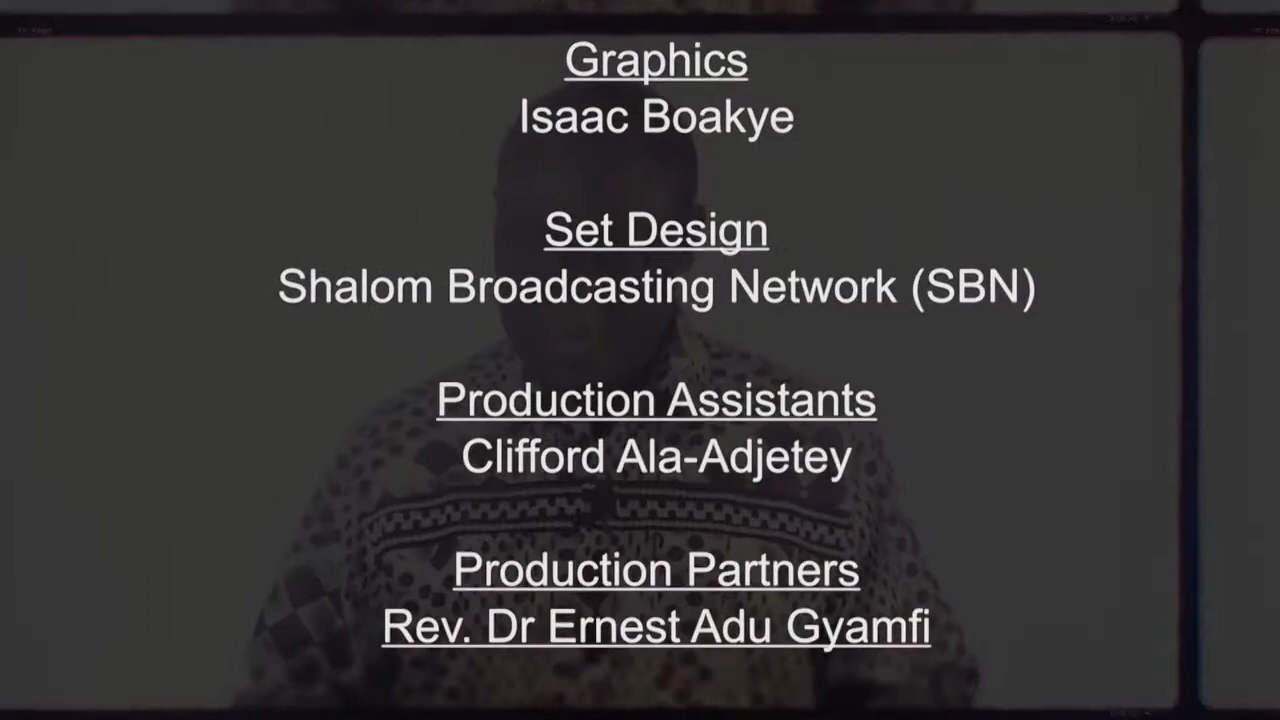 Graphics
Isaac Boakye
Set Design
Shalom Broadcasting Network (SBN)
Production Assistants
Clifford Ala-Adjetey
Production Partners
Rev. Dr Ernest Adu Gyamfi